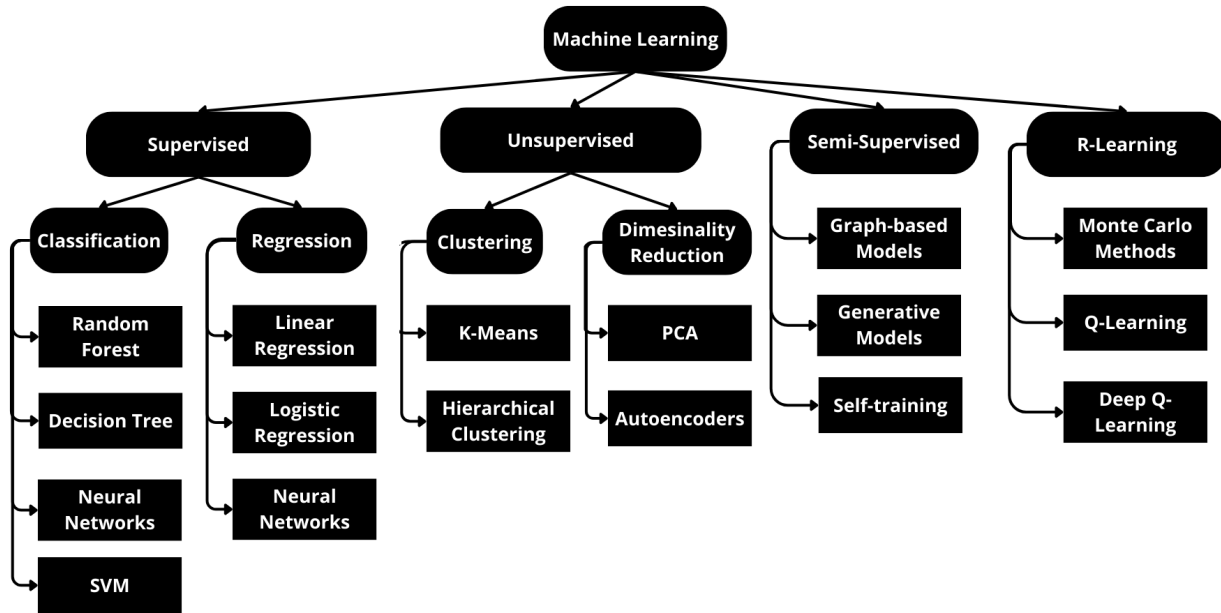 Machine Learning
Supervised
Unsupervised
Semi-Supervised
R-Learning
Classification
Regression
Clustering
Dimesinality
Reduction
Graph-based
Models
Monte Carlo
Methods
Random
Forest
Linear
Regression
K-Means
PCA
Generative
Models
Q-Learning
Decision Tree
Logistic
Regression
Hierarchical
Clustering
Autoencoders
Self-training
Deep Q-
Learning
Neural
Networks
Neural
Networks
SVM